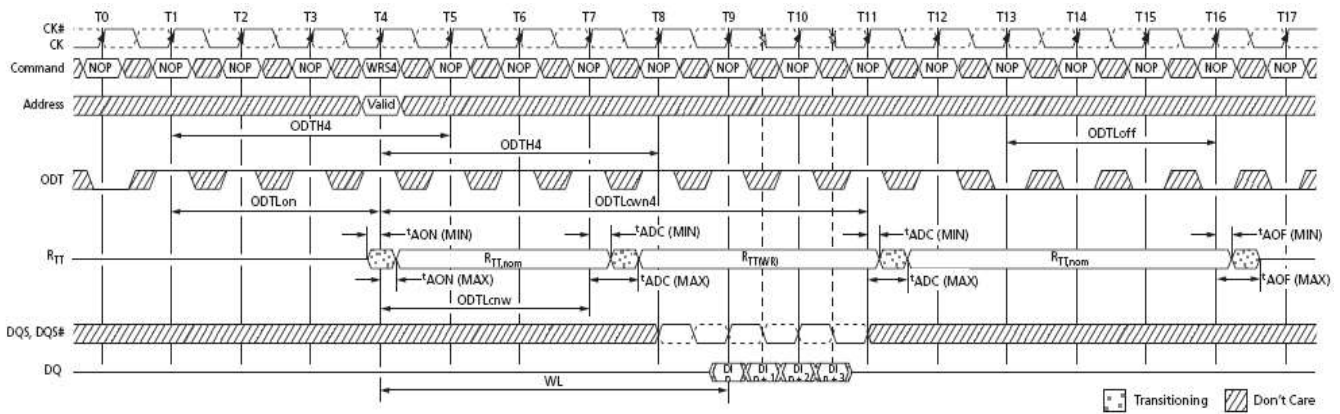 T0 T1 T2 T3 T4 T5 T6 T7 T8 T9 T10 T11 T12 T13 T14 T15 T16 T17
CK#
CK
Command NOP NOP NOP NOP WRS4 NOP NOP NOP NOP NOP NOP NOP NOP NOP NOP NOP NOP NOP
Address Valid
ODTH4 ODTLoff
ODTH4
ODT
ODTLon ODTLcwn4
tAON (MIN) tADC (MIN) tADC (MIN) tAOF (MIN)
RTT RTT,nom RTT(WR) RTT,nom
tAON (MAX) tADC (MAX) tADC (MAX) tAOF (MAX)
ODTLcnw
DQS, DQS#
DQ DI n DI n + 1 DI n + 2 DI n + 3
WL
Transitioning Don't Care